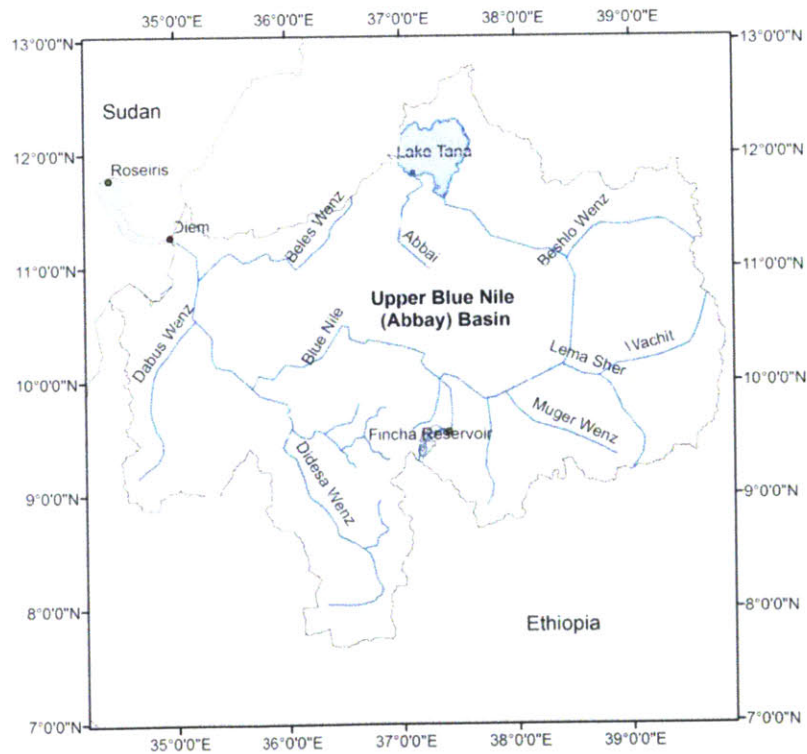 35°0'0"E 36°0'0"E 37°0'0"E 38°0'0"E 39°0'0"E
13°0'0"N 13°0'0"N
Sudan
Lake Tana
12°0'0"N 12°0'0"N
Roseiris
Diem
Beles Wenz
Abbai
Beshlo Wenz
11°0'0"N 11°0'0"N
Upper Blue Nile
(Abbay) Basin
Dabus Wenz
Blue Nile
Lema Sher
Wachit
10°0'0"N 10°0'0"N
Muger Wenz
Fincha Reservoir
Didesa Wenz
9°0'0"N 9°0'0"N
8°0'0"N 8°0'0"N
Ethiopia
7°0'0"N 7°0'0"N
35°0'0"E 36°0'0"E 37°0'0"E 38°0'0"E 39°0'0"E